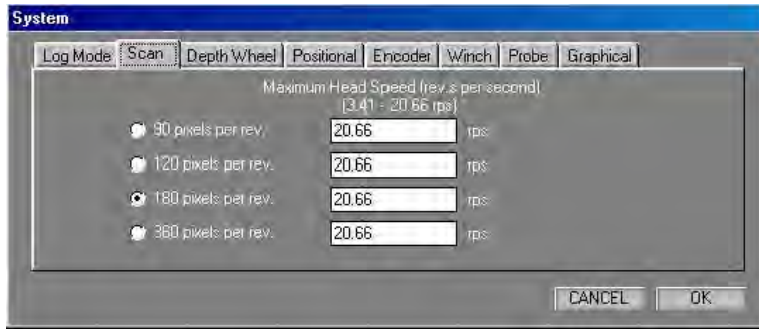 System
Log Mode Scan Depth Wheel Positional Encoder Winch Probe Graphical
Maximum Head Speed (rev.s per second)
(3.41 - 20.66 rps)
90 pixels per rev. 20.66 rps
120 pixels per rev. 20.66 rps
180 pixels per rev. 20.66 rps
360 pixels per rev. 20.66 rps
CANCEL OK